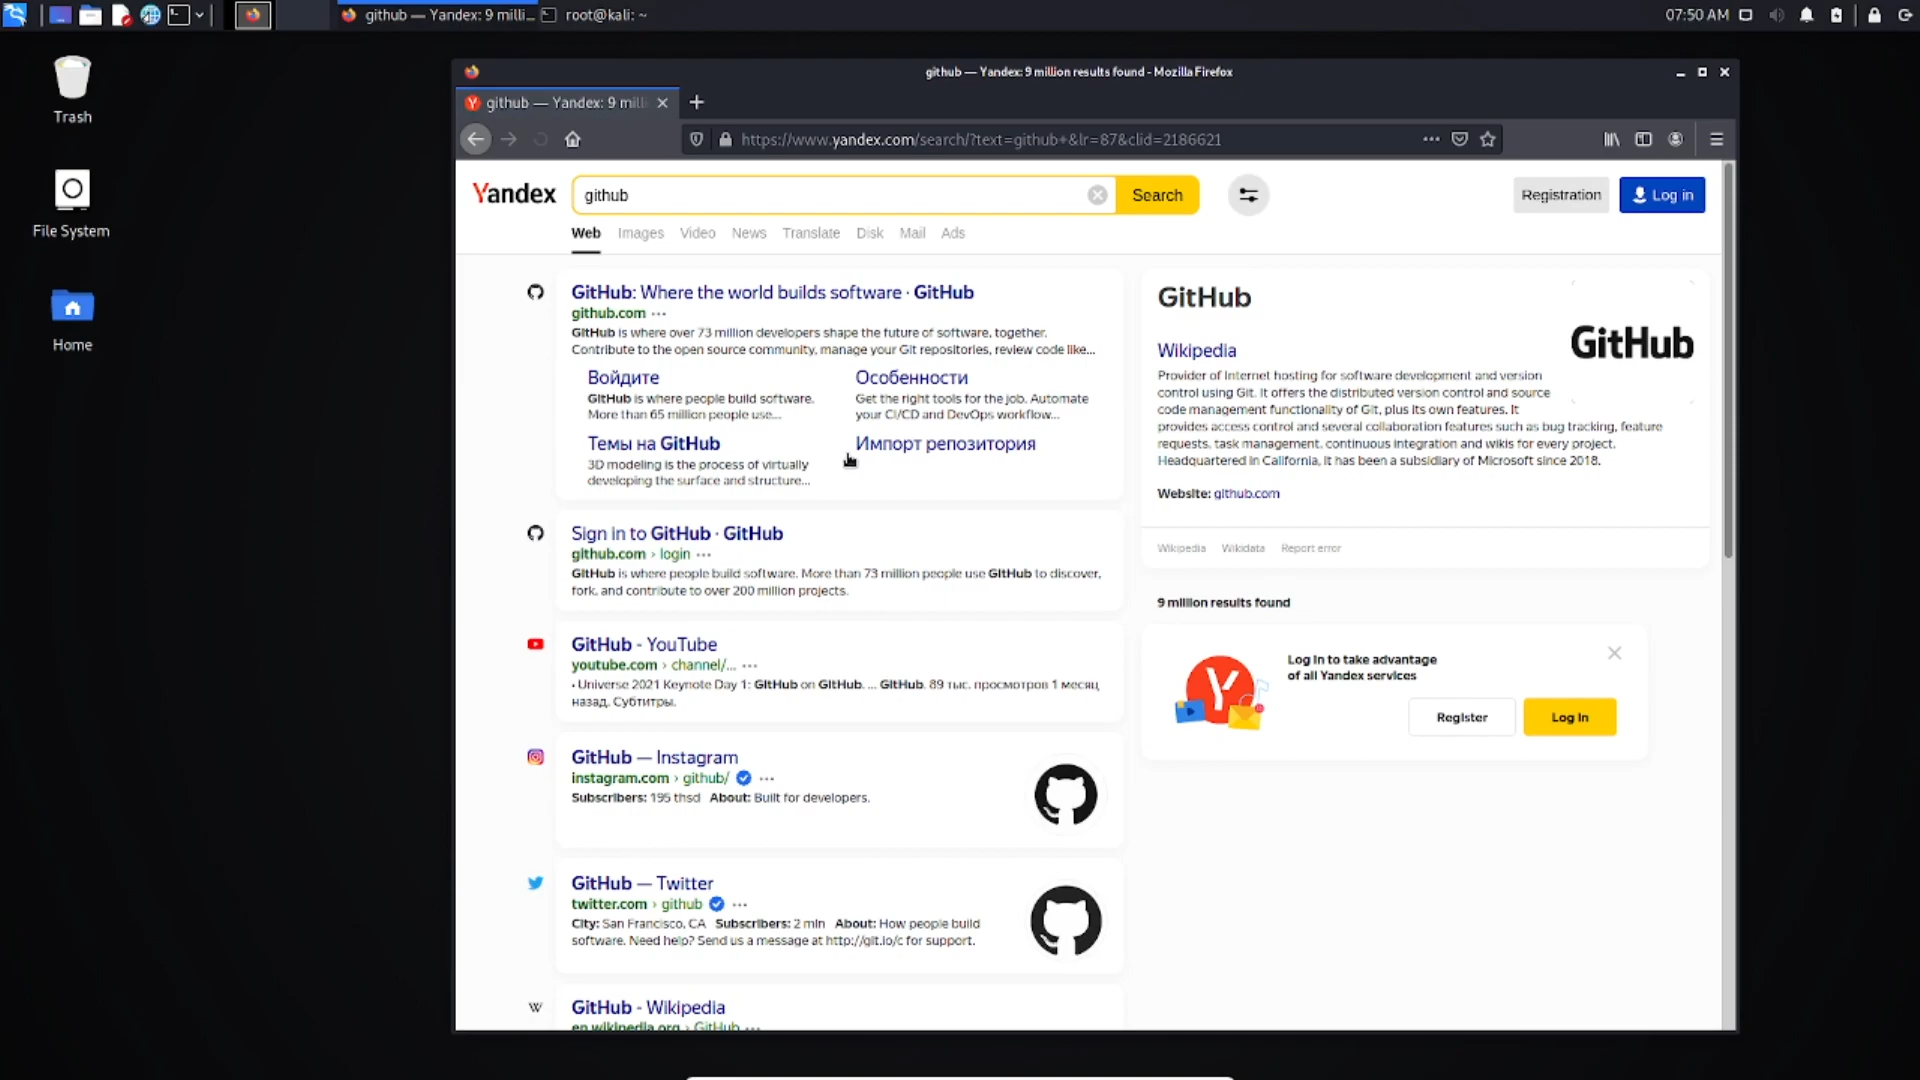 github — Yandex: 9 milli...
root@kali: ~
07:50 AM
Trash
File System
Home
github — Yandex: 9 million results found - Mozilla Firefox
github — Yandex: 9 mill
https://www.yandex.com/search/?text=github+&lr=87&clid=2186621
Yandex
github
Search
Registration
Log in
Web Images Video News Translate Disk Mail Ads
GitHub: Where the world builds software · GitHub
github.com
GitHub is where over 73 million developers shape the future of software, together.
Contribute to the open source community, manage your Git repositories, review code like...
Войдите
GitHub is where people build software.
More than 65 million people use...
Особенности
Get the right tools for the job. Automate
your CI/CD and DevOps workflow...
Темы на GitHub
3D modeling is the process of virtually
developing the surface and structure...
Импорт репозитория
Sign in to GitHub · GitHub
github.com › login
GitHub is where people build software. More than 73 million people use GitHub to discover,
fork, and contribute to over 200 million projects.
GitHub - YouTube
youtube.com › channel/...
• Universe 2021 Keynote Day 1: GitHub on GitHub. ... GitHub. 89 тыс. просмотров 1 месяц
назад. Субтитры.
GitHub — Instagram
instagram.com › github/
Subscribers: 195 thsd About: Built for developers.
GitHub — Twitter
twitter.com › github
City: San Francisco, CA Subscribers: 2 mln About: How people build
software. Need help? Send us a message at http://git.io/c for support.
W
GitHub - Wikipedia
en.wikipedia.org › GitHub
GitHub
GitHub
Wikipedia
Provider of Internet hosting for software development and version
control using Git. It offers the distributed version control and source
code management functionality of Git, plus its own features. It
provides access control and several collaboration features such as bug tracking, feature
requests, task management, continuous integration and wikis for every project.
Headquartered in California, it has been a subsidiary of Microsoft since 2018.
Website: github.com
Wikipedia Wikidata Report error
9 million results found
Log in to take advantage
of all Yandex services
Register
Log in